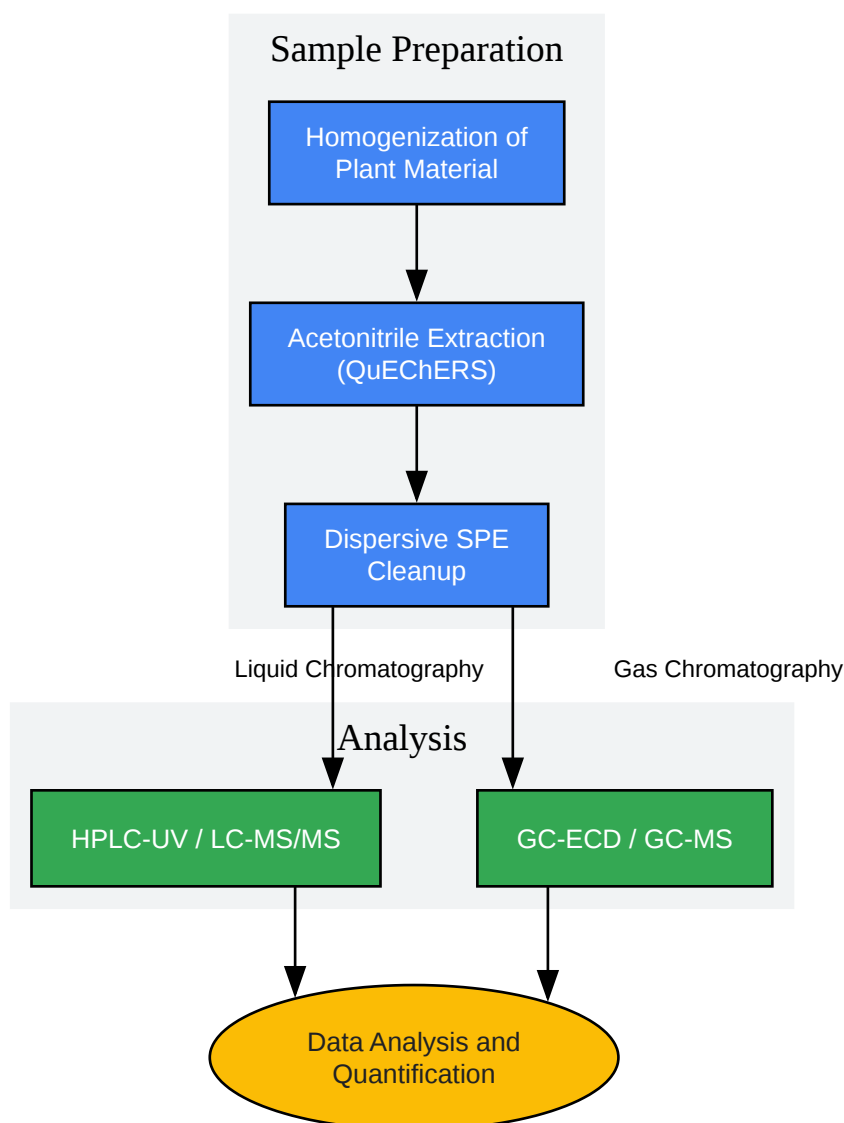 Sample Preparation
Homogenization of
Plant Material
Acetonitrile Extraction
(QuEChERS)
Dispersive SPE
Cleanup
Liquid Chromatography
Gas Chromatography
Analysis
HPLC-UV / LC-MS/MS
GC-ECD / GC-MS
Data Analysis and
Quantification